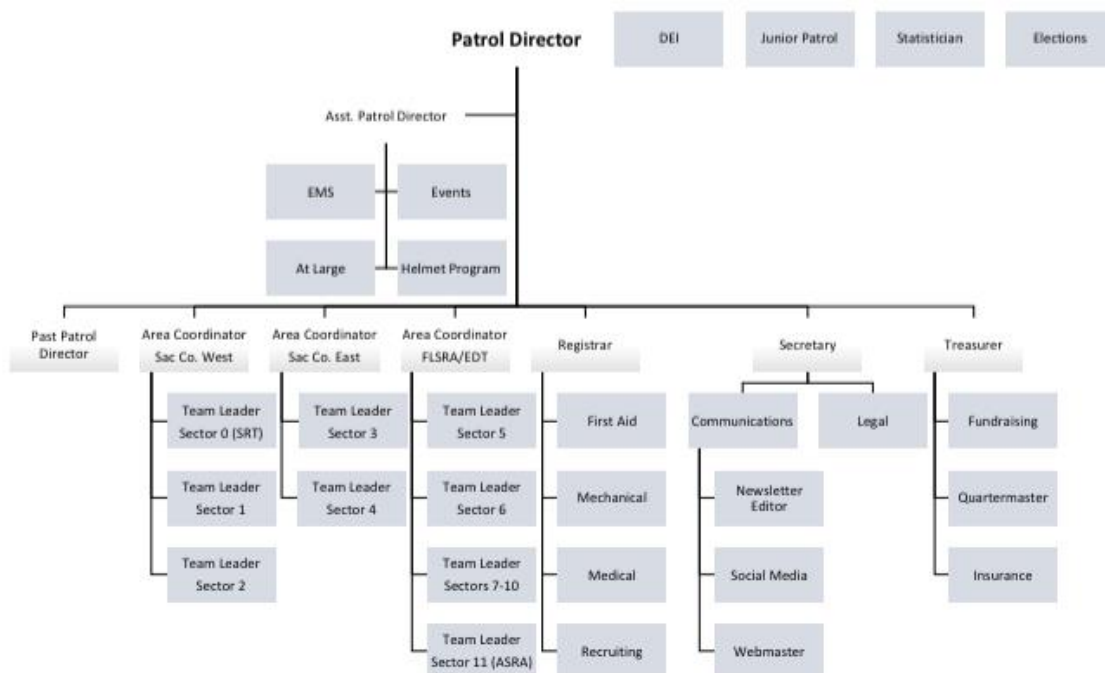 Patrol Director
DEI
Junior Patrol
Statistician
Elections
Asst. Patrol Director
EMS
Events
At Large
Helmet Program
Past Patrol
Director
Area Coordinator
Sac Co. West
Area Coordinator
Sac Co. East
Area Coordinator
FLSRA/EDT
Registrar
Secretary
Treasurer
Team Leader
Sector 0 (SRT)
Team Leader
Sector 3
Team Leader
Sector 5
First Aid
Communications
Legal
Fundraising
Team Leader
Sector 1
Team Leader
Sector 4
Team Leader
Sector 6
Mechanical
Newsletter
Editor
Quartermaster
Team Leader
Sector 2
Team Leader
Sectors 7-10
Medical
Social Media
Insurance
Team Leader
Sector 11 (ASRA)
Recruiting
Webmaster